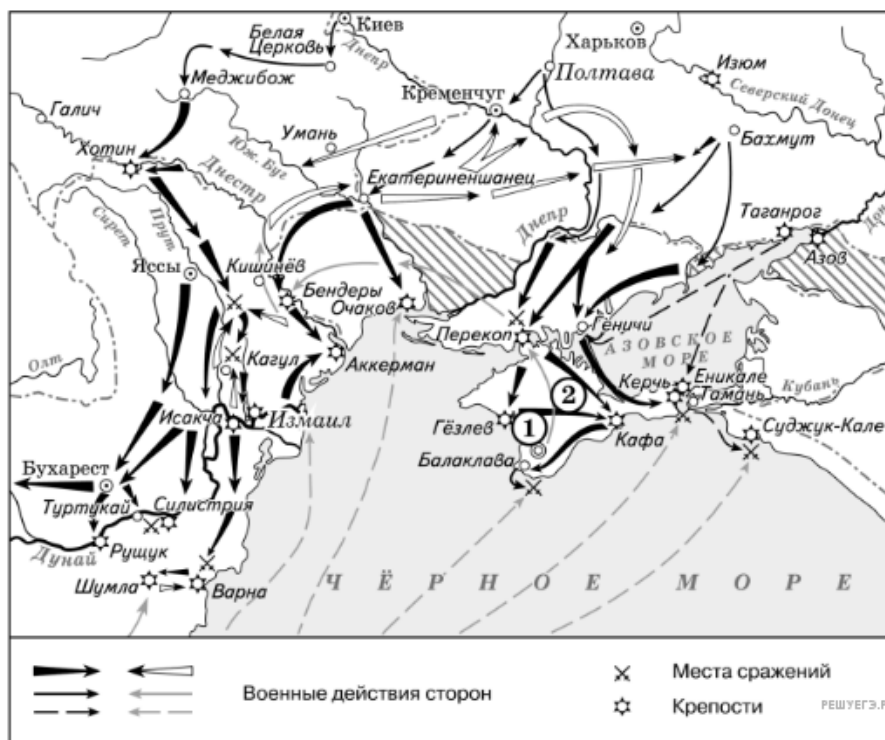 Киев
Белая
Церковь
Днепр
Харьков
Изюм
Полтава
Северский Донец
Меджибож
Кременчуг
Галич
Умань
Бахмут
Хотин
Юж. Буг
Днестр
Екатериненшанец
Сирет
Прут
Днепр
Таганрог
Дон
Яссы
Кишинёв
Азов
Бендеры
Очаков
Перекоп
Геничи
АЗОВСКОЕ
МОРЕ
Олт
Кагул
Аккерман
Керчь
Еникале
Тамань
Кубань
2
Исакча
Измаил
Гёзлев
1
Кафа
Суджук-Кале
Балаклава
Бухарест
Туртукай
Силистрия
Дунай
Рущук
Шумла
Варна
ЧЁРНОЕ МОРЕ
Военные действия сторон
Места сражений
Крепости
РЕШУЕГЭ.Р